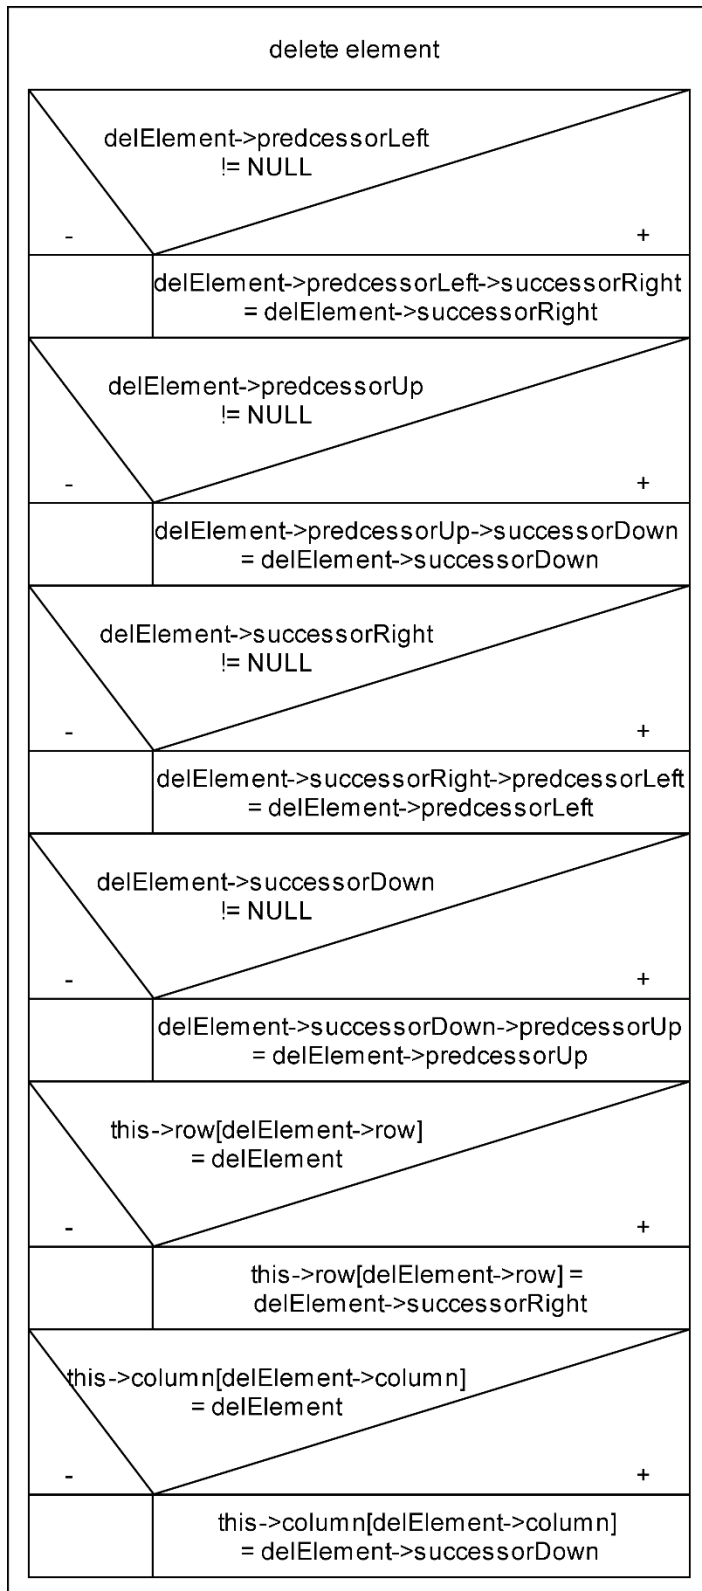 delete element
delElement->predcessorLeft
!= NULL
-
+
delElement->predcessorLeft->successorRight
= delElement->successorRight
delElement->predcessorUp
!= NULL
-
+
delElement->predcessorUp->successorDown
= delElement->successorDown
delElement->successorRight
!= NULL
-
+
delElement->successorRight->predcessorLeft
= delElement->predcessorLeft
delElement->successorDown
!= NULL
-
+
delElement->successorDown->predcessorUp
= delElement->predcessorUp
this->row[delElement->row]
= delElement
-
+
this->row[delElement->row] =
delElement->successorRight
this->column[delElement->column]
= delElement
-
+
this->column[delElement->column]
= delElement->successorDown